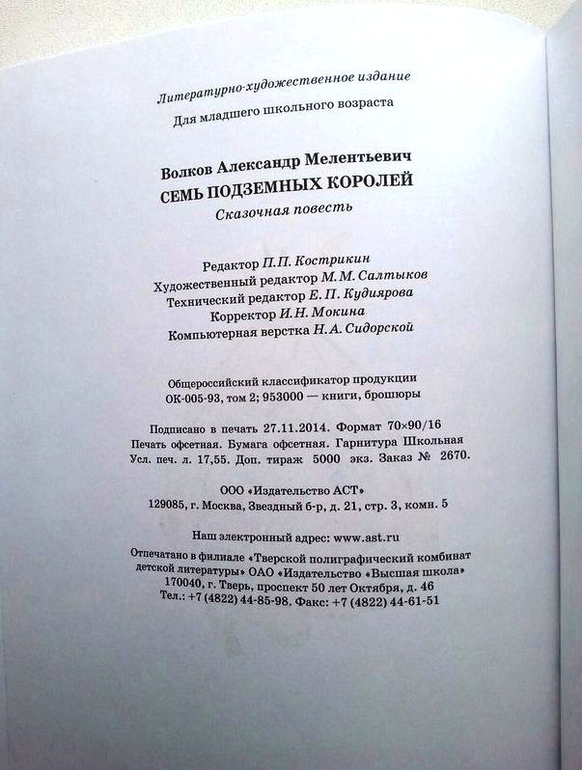 Литературно-художественное издание
Для младшего школьного возраста
Волков Александр Мелентьевич
СЕМЬ ПОДЗЕМНЫХ КОРОЛЕЙ
Сказочная повесть
Редактор П.П. Кострикин
Художественный редактор М.М. Салтыков
Технический редактор Е. П. Кудиярова
Корректор И.Н. Мокина
Компьютерная верстка Н.А. Сидорской
Общероссийский классификатор продукции
ОК-005-93, том 2; 953000 — книги, брошюры
Подписано в печать 27.11.2014. Формат 70×90/16
Печать офсетная. Бумага офсетная. Гарнитура Школьная
Усл. печ. л. 17,55. Доп. тираж 5000 экз. Заказ № 2670.
ООО «Издательство АСТ»
129085, г. Москва, Звездный б-р, д. 21, стр. 3, комн. 5
Наш электронный адрес: www.ast.ru
Отпечатано в филиале «Тверской полиграфический комбинат
детской литературы» ОАО «Издательство «Высшая школа»
170040, г. Тверь, проспект 50 лет Октября, д. 46
Тел.: +7 (4822) 44-85-98. Факс: +7 (4822) 44-61-51